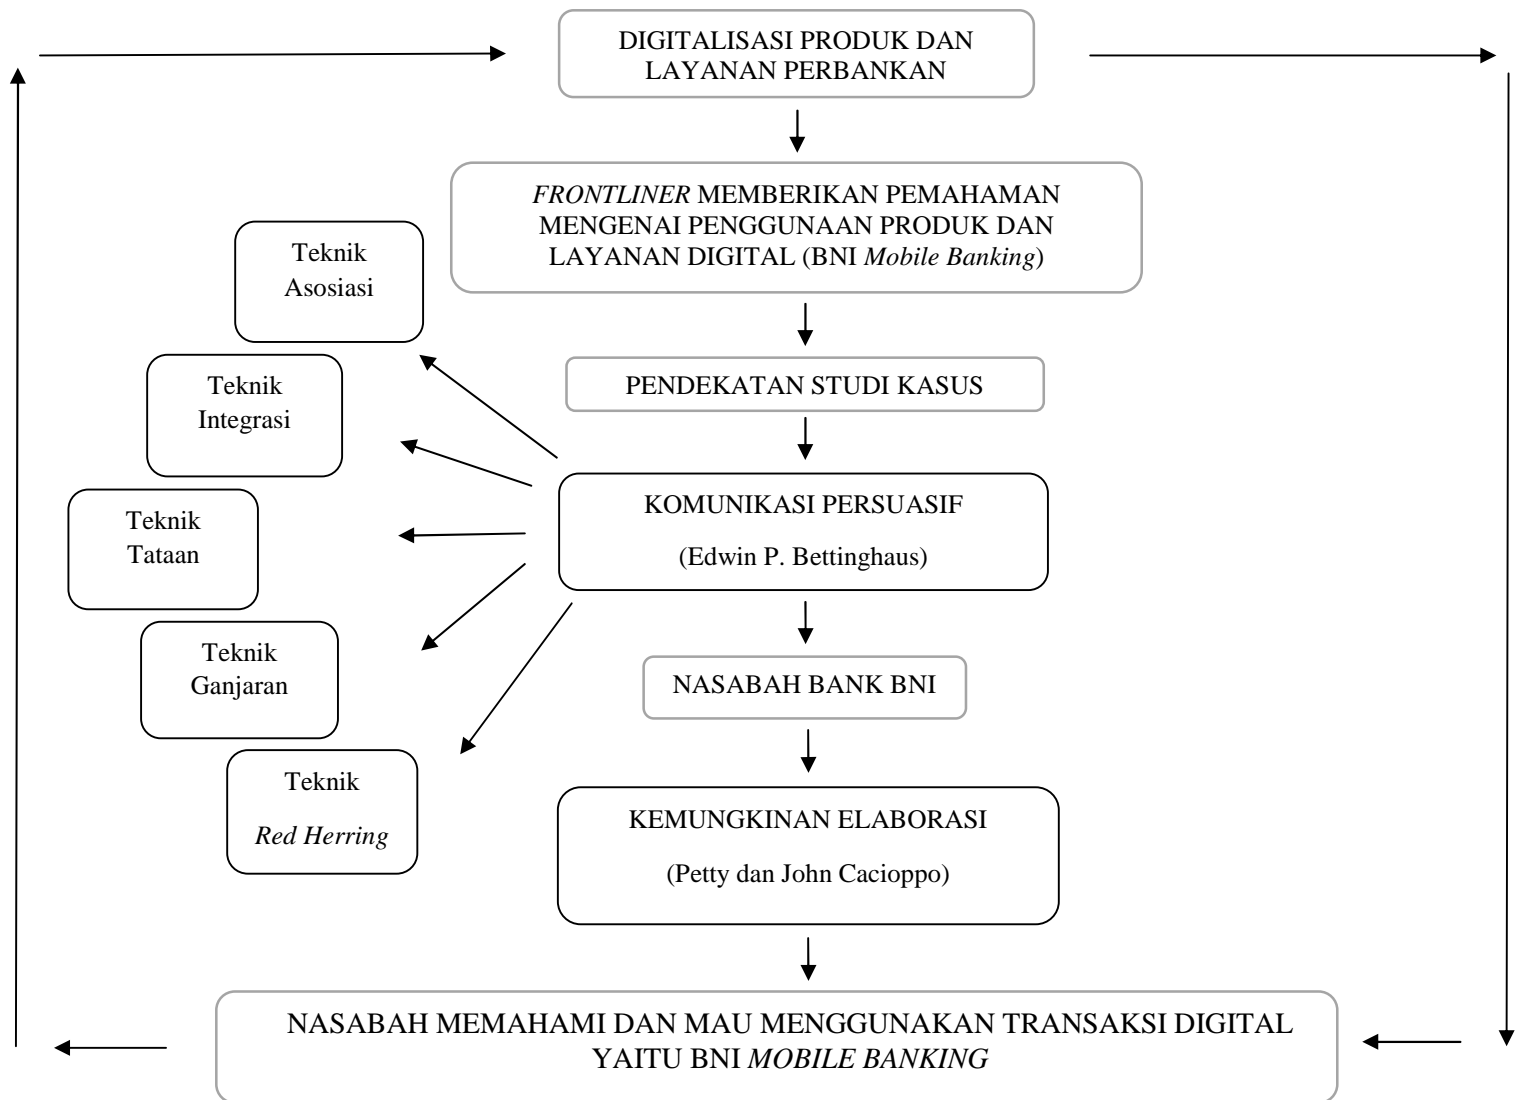 DIGITALISASI PRODUK DAN
LAYANAN PERBANKAN
FRONTLINER MEMBERIKAN PEMAHAMAN
MENGENAI PENGGUNAAN PRODUK DAN
LAYANAN DIGITAL (BNI Mobile Banking)
Teknik
Asosiasi
PENDEKATAN STUDI KASUS
Teknik
Integrasi
KOMUNIKASI PERSUASIF
(Edwin P. Bettinghaus)
Teknik
Tataan
Teknik
Ganjaran
NASABAH BANK BNI
Teknik
Red Herring
KEMUNGKINAN ELABORASI
(Petty dan John Cacioppo)
NASABAH MEMAHAMI DAN MAU MENGGUNAKAN TRANSAKSI DIGITAL
YAITU BNI MOBILE BANKING